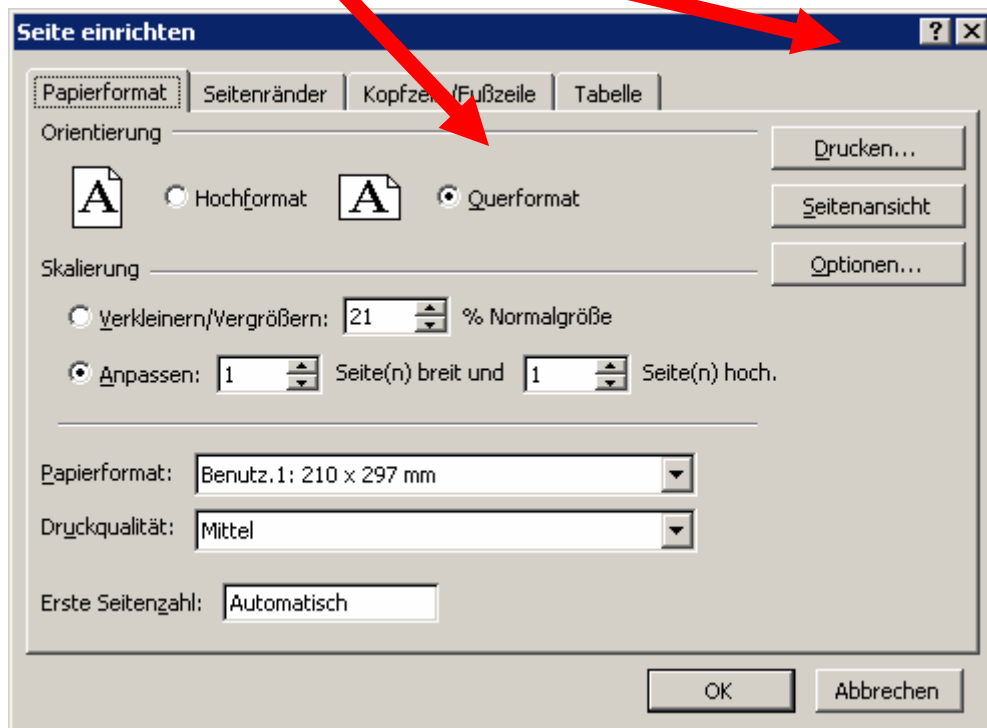 Seite einrichten
Papierformat Seitenränder Kopfzeile/Fußzeile Tabelle
Orientierung
Drucken...
A Hochformat A Querformat
Seitenansicht
Skalierung
Optionen...
Verkleinern/Vergrößern: 21 % Normalgröße
Anpassen: 1 Seite(n) breit und 1 Seite(n) hoch.
Papierformat: Benutz.1: 210 x 297 mm
Druckqualität: Mittel
Erste Seitenzahl: Automatisch
OK Abbrechen